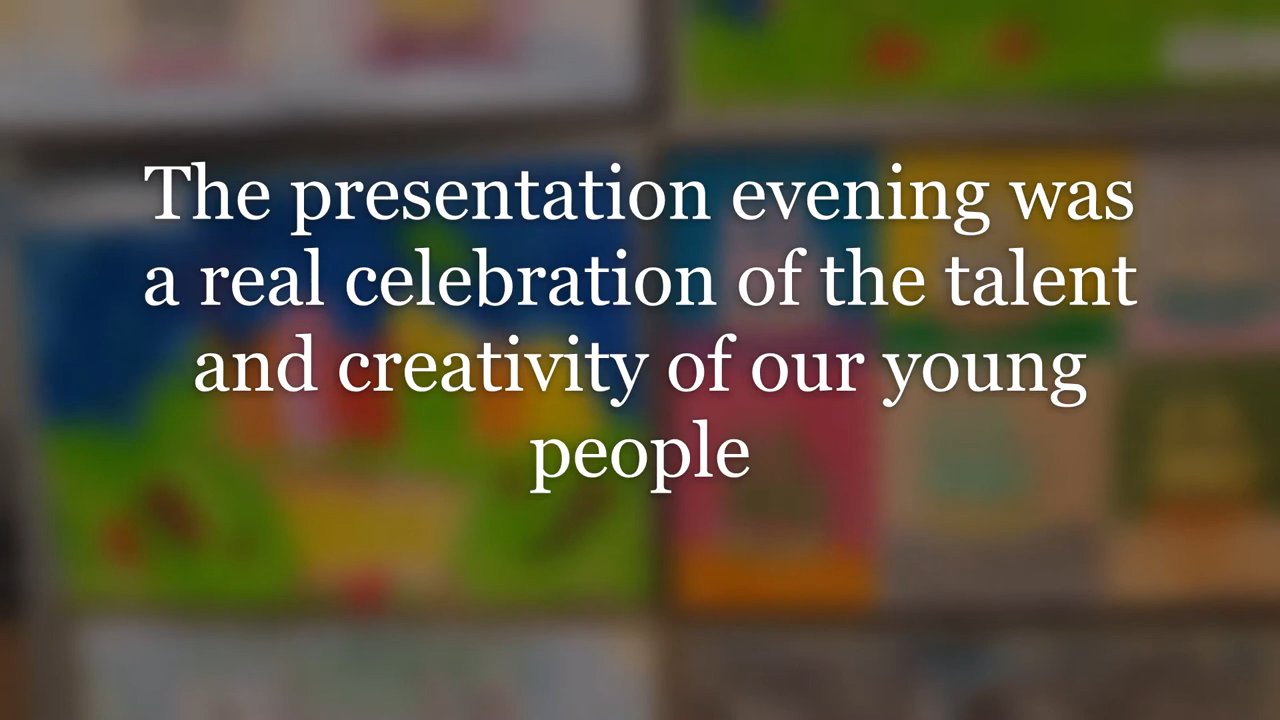 The presentation evening was
a real celebration of the talent
and creativity of our young
people